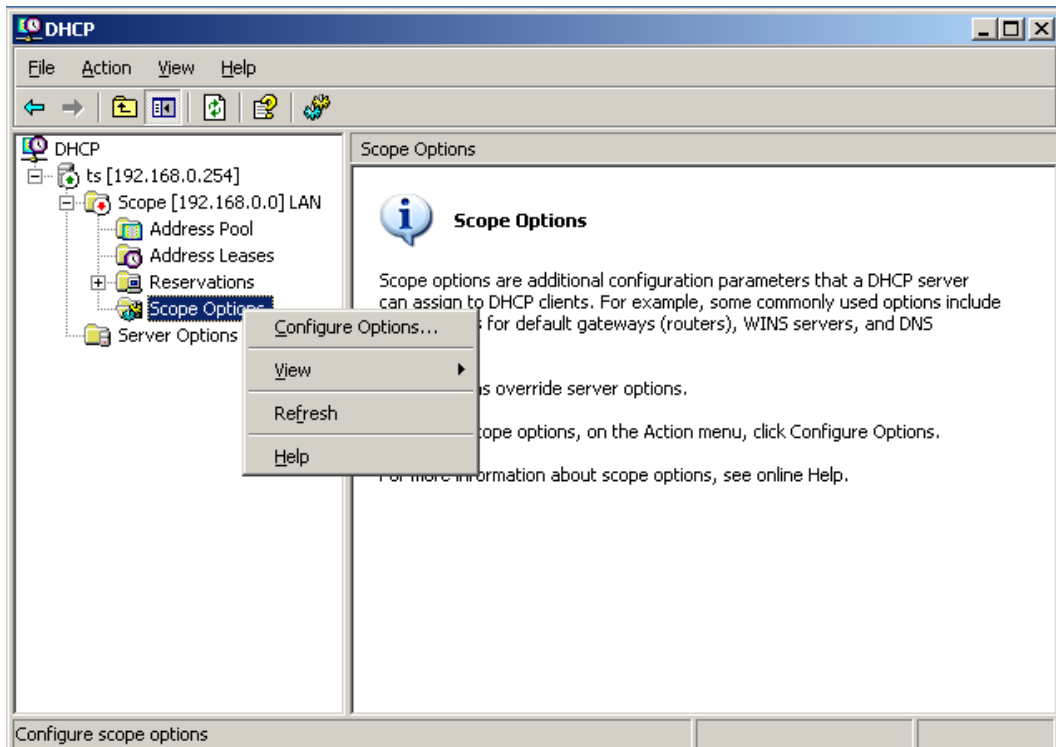 DHCP
File Action View Help
DHCP
Scope Options
ts [192.168.0.254]
Scope [192.168.0.0] LAN
Address Pool
Address Leases
Reservations
Scope Options
Server Options
Configure Options...
View
Refresh
Help
Scope Options
Scope options are additional configuration parameters that a DHCP server
can assign to DHCP clients. For example, some commonly used options include
for default gateways (routers), WINS servers, and DNS
override server options.
options, on the Action menu, click Configure Options.
For more information about scope options, see online Help.
Configure scope options